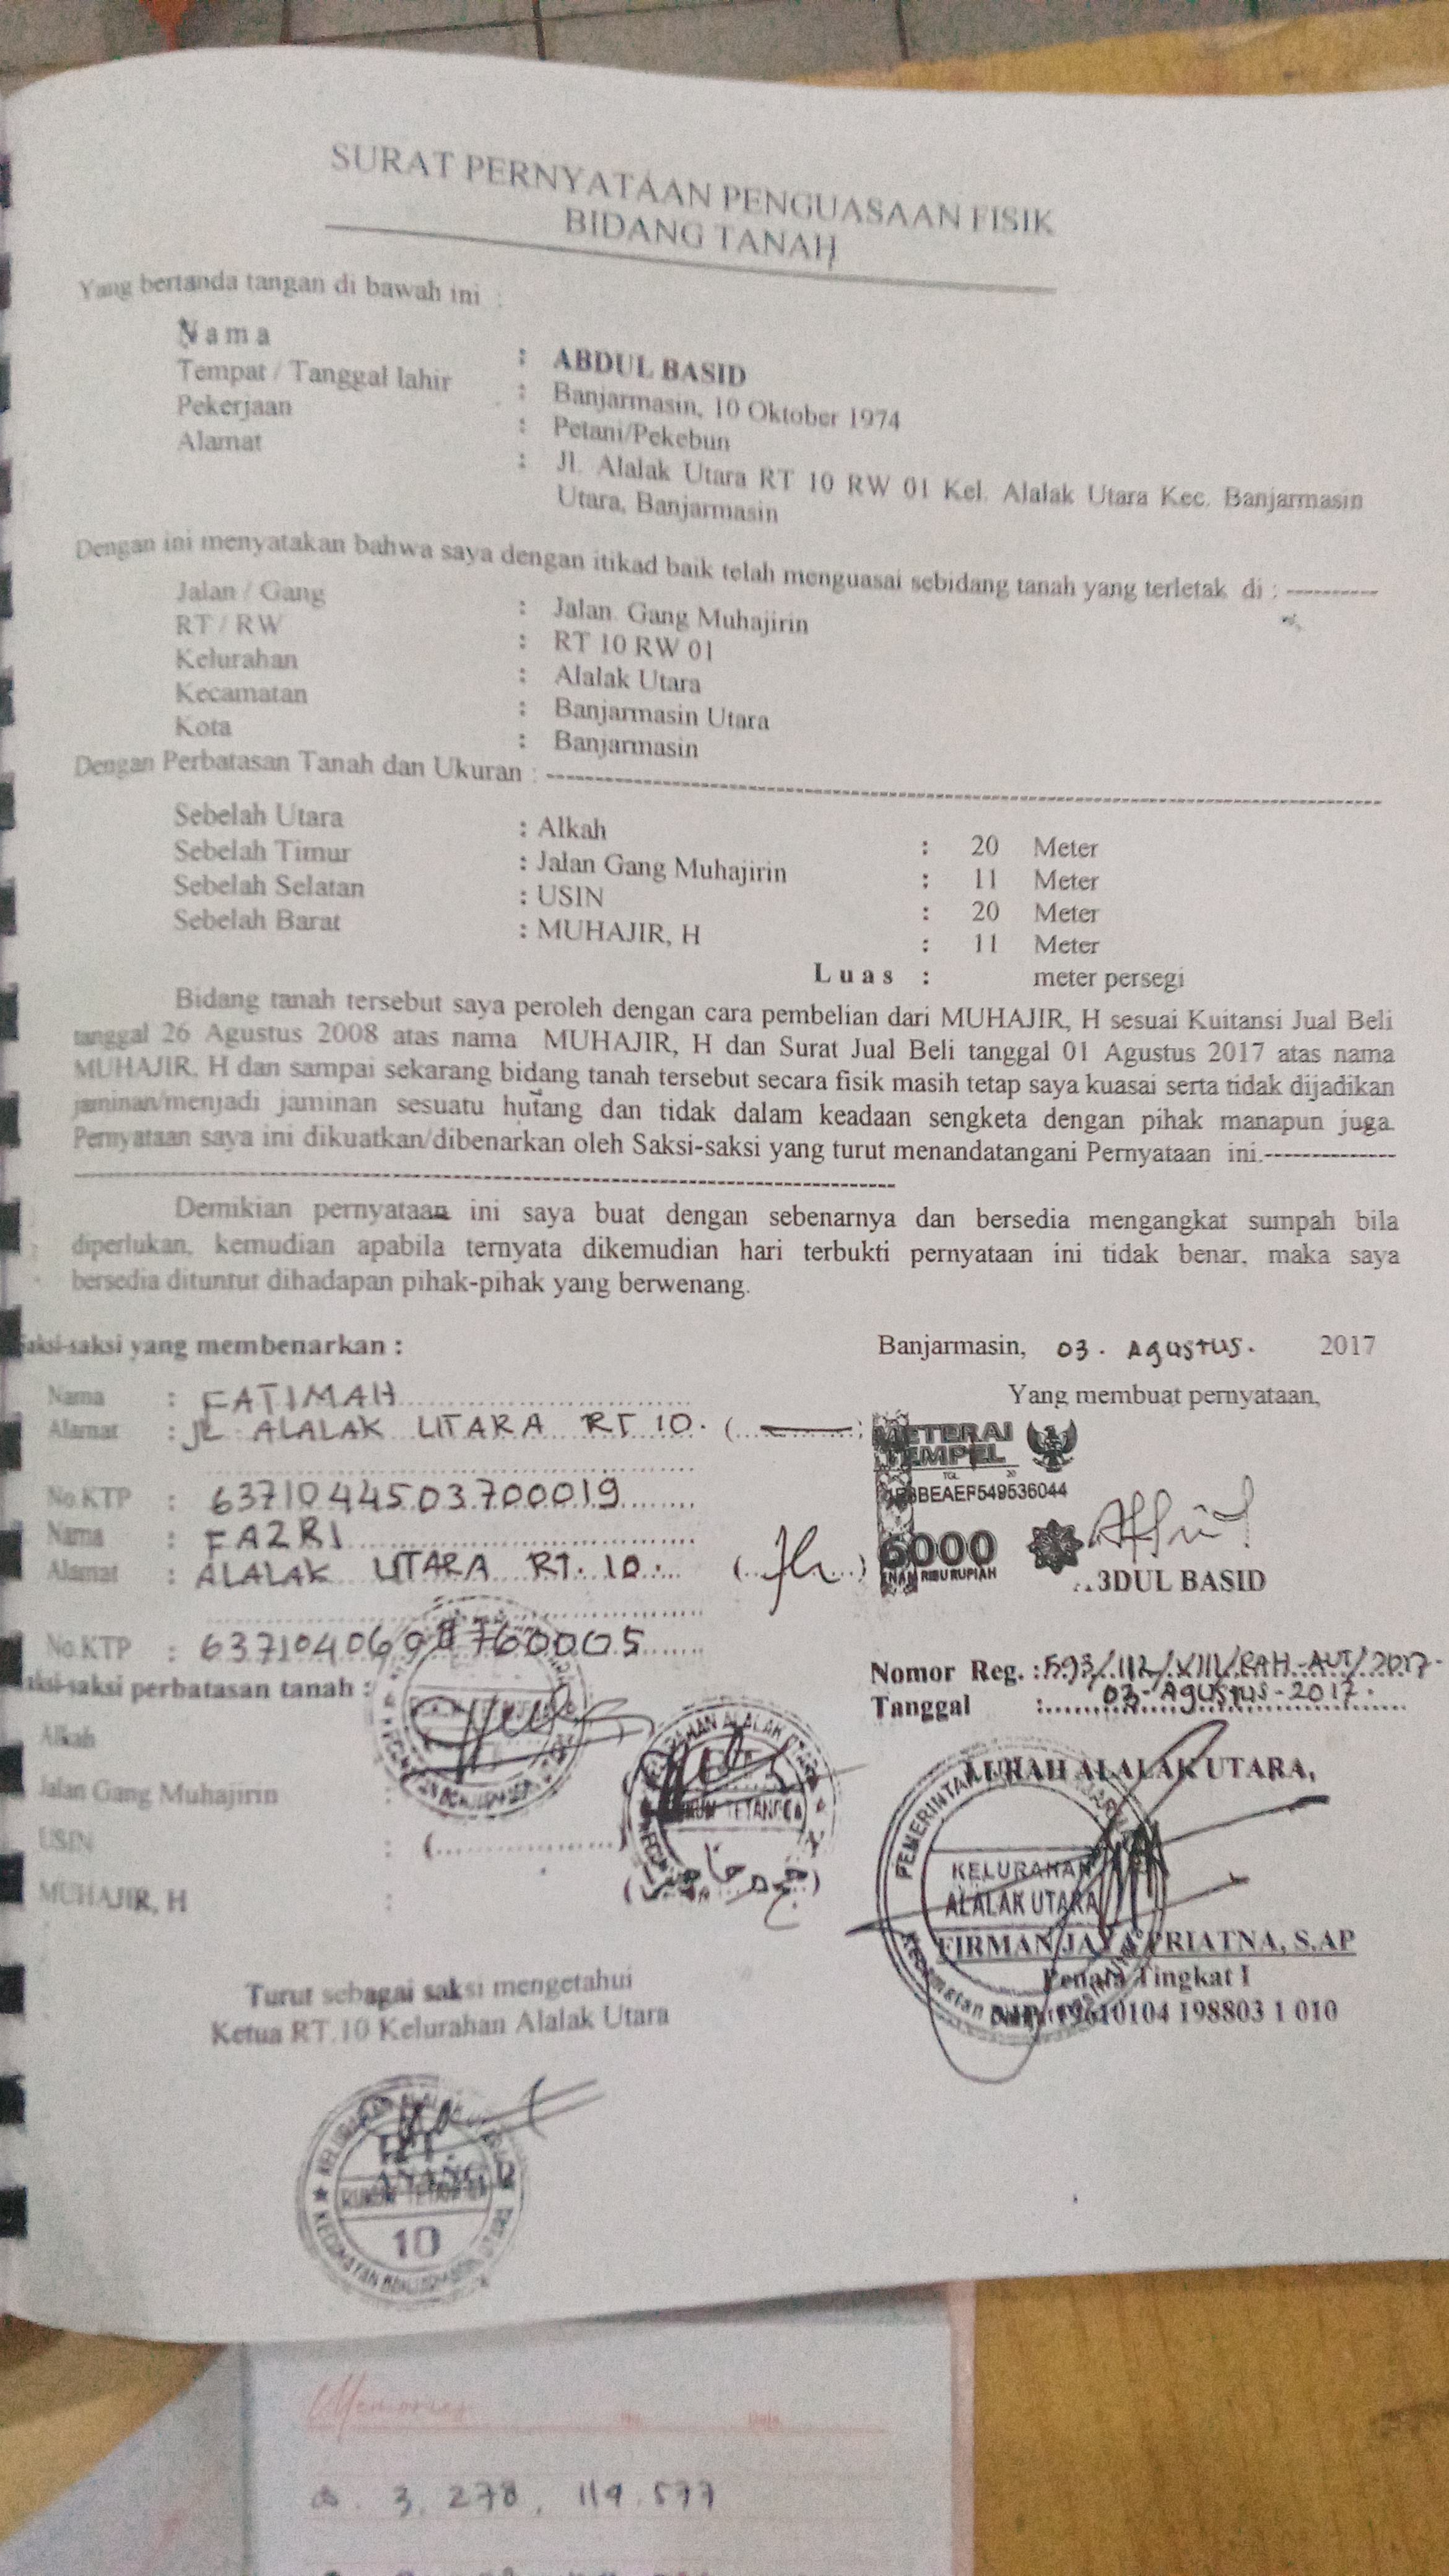 SURAT PERNYATAAN PENGUASAAN FISIK
BIDANG TANAH
Yang bertanda tangan di bawah ini :
Nama : ABDUL BASID
Tempat / Tanggal lahir : Banjarmasin, 10 Oktober 1974
Pekerjaan : Petani/Pekebun
Alamat : Jl. Alalak Utara RT 10 RW 01 Kel. Alalak Utara Kec. Banjarmasin
Utara, Banjarmasin
Dengan ini menyatakan bahwa saya dengan itikad baik telah menguasai sebidang tanah yang terletak di : ----------
Jalan / Gang : Jalan. Gang Muhajirin
RT / RW : RT 10 RW 01
Kelurahan : Alalak Utara
Kecamatan : Banjarmasin Utara
Kota : Banjarmasin
Dengan Perbatasan Tanah dan Ukuran : ----------
Sebelah Utara : Alkah : 20 Meter
Sebelah Timur : Jalan Gang Muhajirin : 11 Meter
Sebelah Selatan : USIN : 20 Meter
Sebelah Barat : MUHAJIR, H : 11 Meter
Luas : meter persegi
Bidang tanah tersebut saya peroleh dengan cara pembelian dari MUHAJIR, H sesuai Kuitansi Jual Beli
tanggal 26 Agustus 2008 atas nama MUHAJIR, H dan Surat Jual Beli tanggal 01 Agustus 2017 atas nama
MUHAJIR, H dan sampai sekarang bidang tanah tersebut secara fisik masih tetap saya kuasai serta tidak dijadikan
jaminan/menjadi jaminan sesuatu hutang dan tidak dalam keadaan sengketa dengan pihak manapun juga.
Pernyataan saya ini dikuatkan/dibenarkan oleh Saksi-saksi yang turut menandatangani Pernyataan ini.----------
Demikian pernyataan ini saya buat dengan sebenarnya dan bersedia mengangkat sumpah bila
diperlukan, kemudian apabila ternyata dikemudian hari terbukti pernyataan ini tidak benar, maka saya
bersedia dituntut dihadapan pihak-pihak yang berwenang.
Saksi-saksi yang membenarkan :
Nama : FATIMAH
Alamat : JL ALALAK UTARA RT 10.
No.KTP : 6371044503700019
Nama : FAZRI
Alamat : ALALAK UTARA RT. 10.
No.KTP : 6371040698760005
Banjarmasin, 03. Agustus. 2017
Yang membuat pernyataan,
METERAI
TEMPEL
TGL 20
BEAEF549536044
6000
ENAM RIBU RUPIAH
ABDUL BASID
Nomor Reg. : 593/112/VIII/RAH-AUT/2017.
Tanggal : 03-Agustus-2017.
Saksi-saksi perbatasan tanah :
Alkah
Jalan Gang Muhajirin :
USIN : (....................)
MUHAJIR, H :
LURAH ALALAK UTARA,
KELURAHAN
ALALAK UTARA
FIRMAN JAYA PRIATNA, S.AP
Penata Tingkat I
19610104 198803 1 010
Turut sebagai saksi mengetahui
Ketua RT.10 Kelurahan Alalak Utara
RUKUN TETANGGA
10
Memories
3.278.119.577